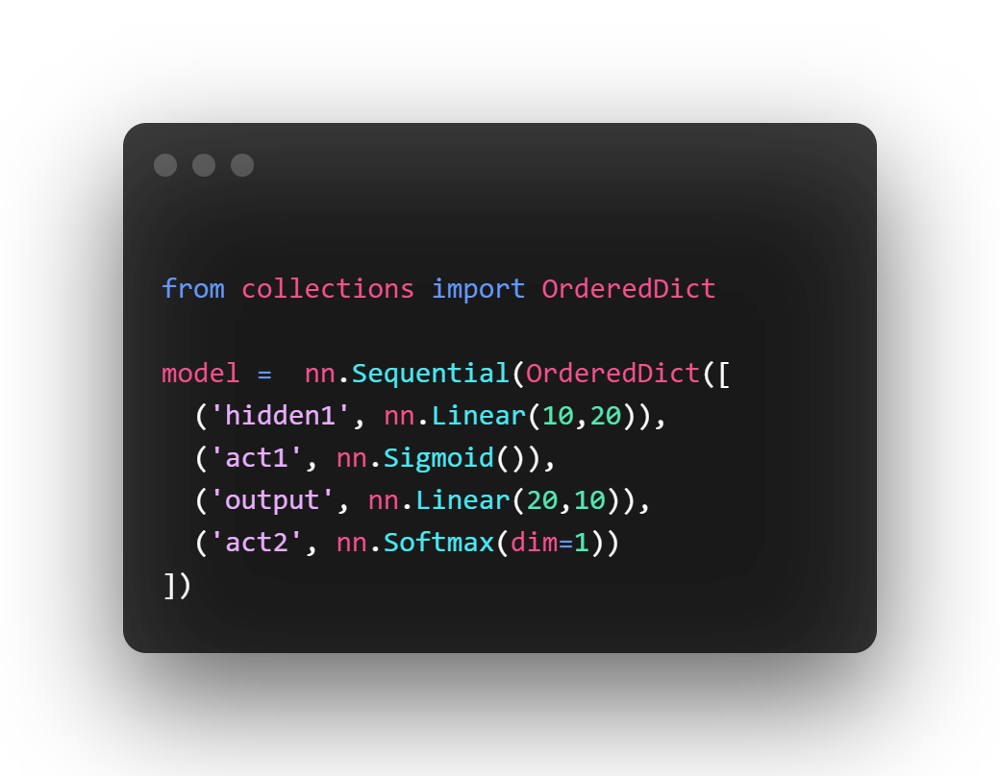 from collections import OrderedDict
model =  nn.Sequential(OrderedDict([
  ('hidden1', nn.Linear(10,20)),
  ('act1', nn.Sigmoid()),
  ('output', nn.Linear(20,10)),
  ('act2', nn.Softmax(dim=1))
])